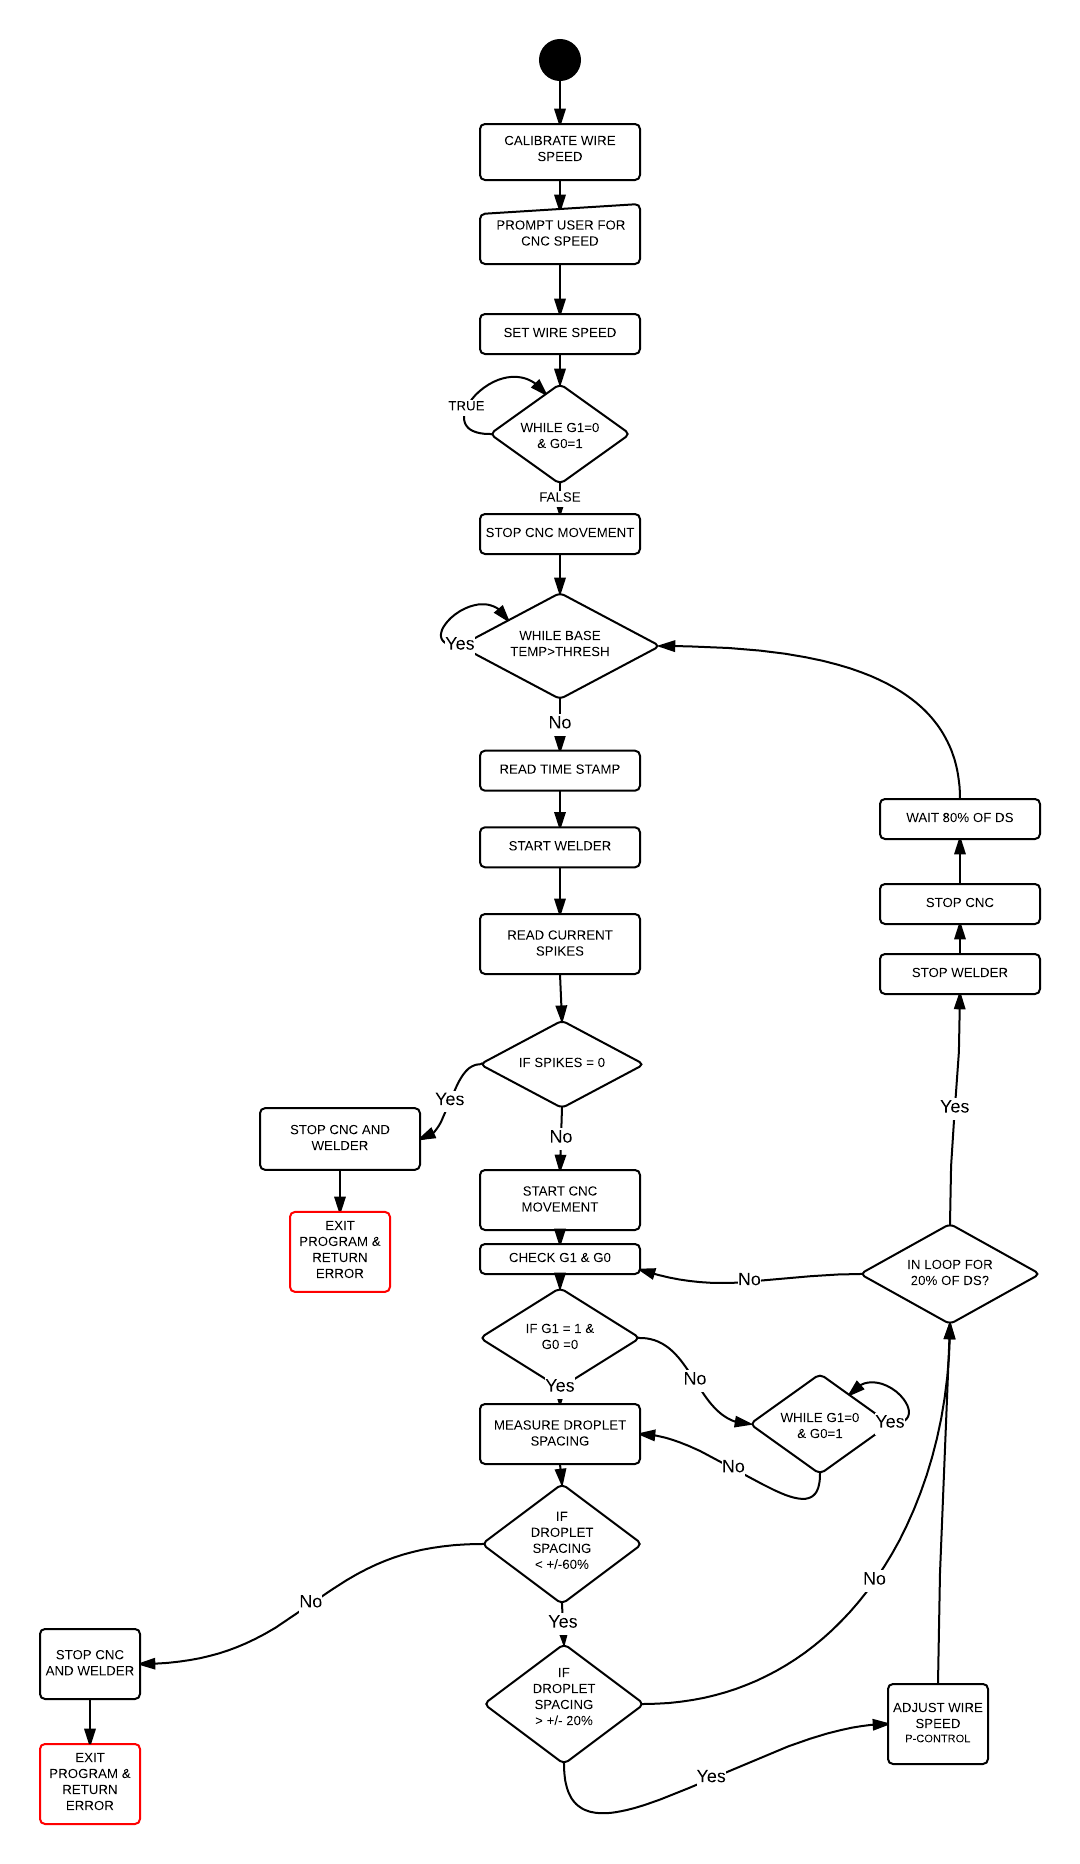 CALIBRATE WIRE
SPEED
PROMPT USER FOR
CNC SPEED
SET WIRE SPEED
TRUE
WHILE G1=0
& G0=1
FALSE
STOP CNC MOVEMENT
WHILE BASE
TEMP>THRESH
Yes
No
READ TIME STAMP
START WELDER
READ CURRENT
SPIKES
IF SPIKES = 0
Yes
STOP CNC AND
WELDER
EXIT
PROGRAM &
RETURN
ERROR
No
START CNC
MOVEMENT
CHECK G1 & G0
IF G1 = 1 &
G0 =0
No
WHILE G1=0
& G0=1
Yes
No
Yes
MEASURE DROPLET
SPACING
IF
DROPLET
SPACING
< +/-60%
No
STOP CNC
AND WELDER
EXIT
PROGRAM &
RETURN
ERROR
Yes
IF
DROPLET
SPACING
> +/- 20%
No
Yes
ADJUST WIRE
SPEED
P-CONTROL
IN LOOP FOR
20% OF DS?
No
Yes
STOP WELDER
STOP CNC
WAIT 80% OF DS